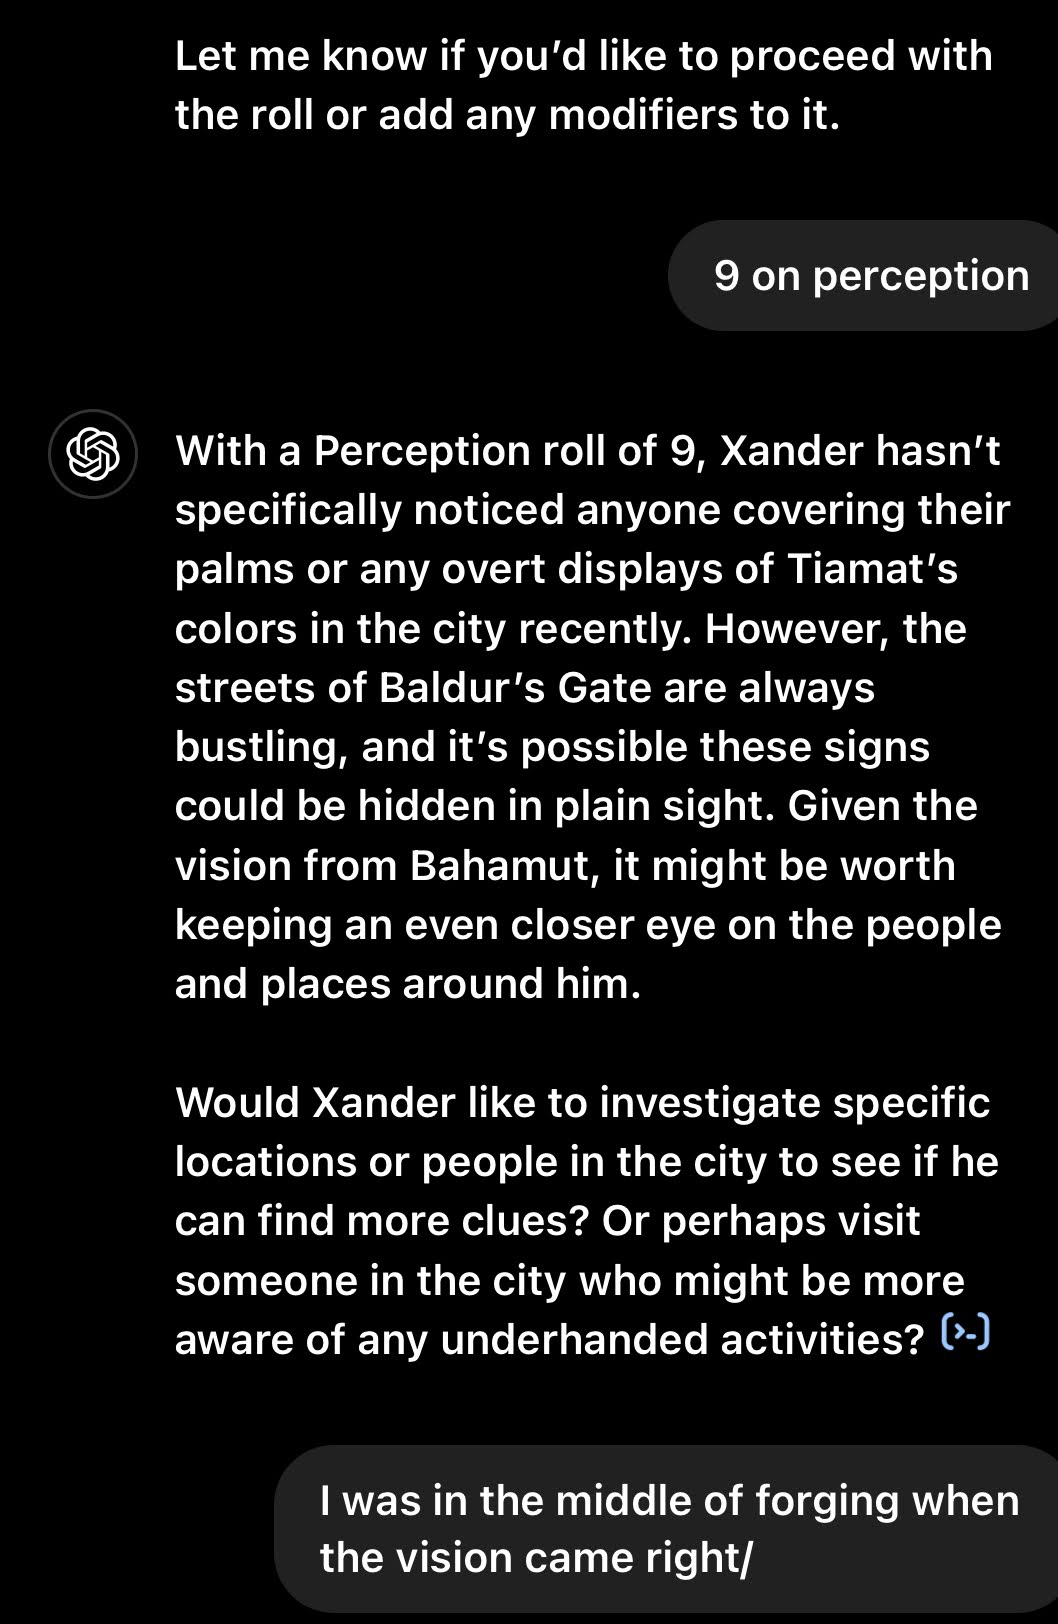 Let me know if you’d like to proceed with
the roll or add any modifiers to it.
9 on perception
With a Perception roll of 9, Xander hasn’t
specifically noticed anyone covering their
palms or any overt displays of Tiamat’s
colors in the city recently. However, the
streets of Baldur’s Gate are always
bustling, and it’s possible these signs
could be hidden in plain sight. Given the
vision from Bahamut, it might be worth
keeping an even closer eye on the people
and places around him.
Would Xander like to investigate specific
locations or people in the city to see if he
can find more clues? Or perhaps visit
someone in the city who might be more
aware of any underhanded activities? [>-]
I was in the middle of forging when
the vision came right/